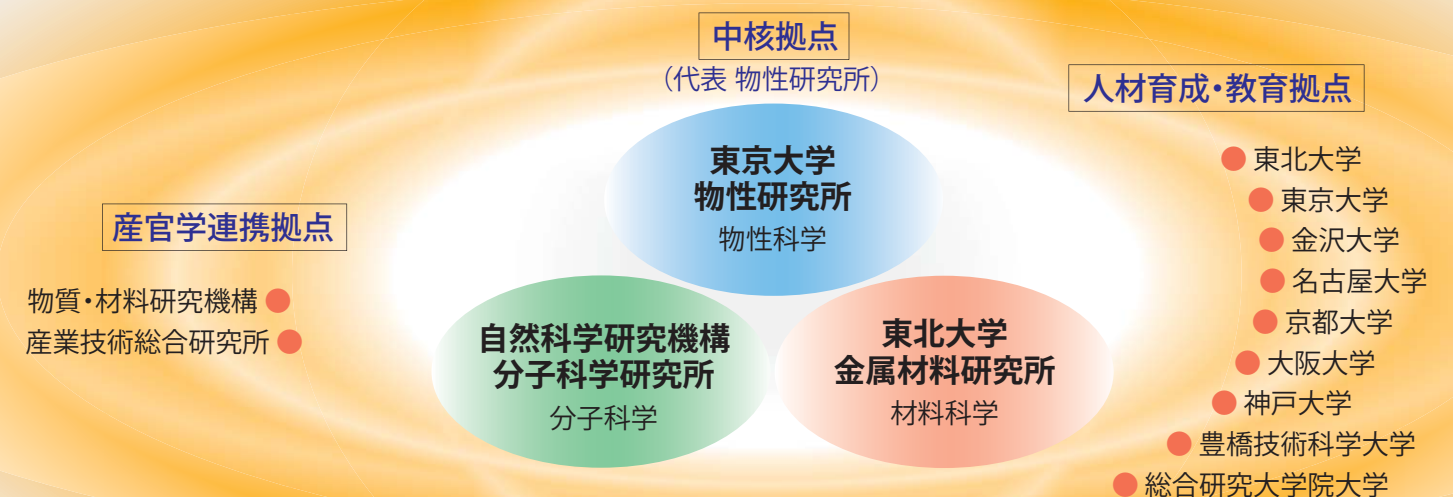 中核拠点
（代表 物性研究所）
東京大学
物性研究所
物性科学
自然科学研究機構
分子科学研究所
分子科学
東北大学
金属材料研究所
材料科学
産官学連携拠点
物質・材料研究機構
産業技術総合研究所
人材育成・教育拠点
東北大学
東京大学
金沢大学
名古屋大学
京都大学
大阪大学
神戸大学
豊橋技術科学大学
総合研究大学院大学